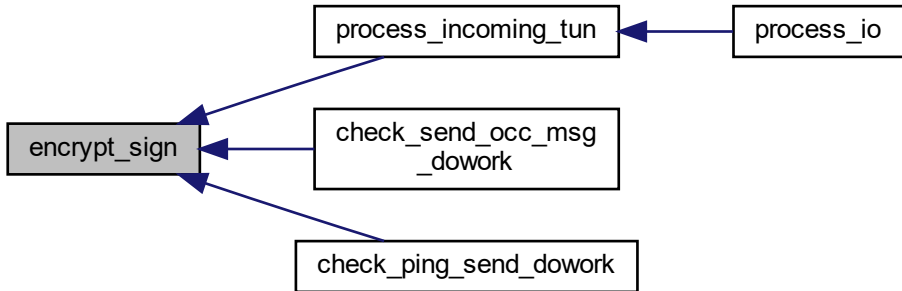 process_incoming_tun
process_io
encrypt_sign
check_send_occ_msg
_dowork
check_ping_send_dowork